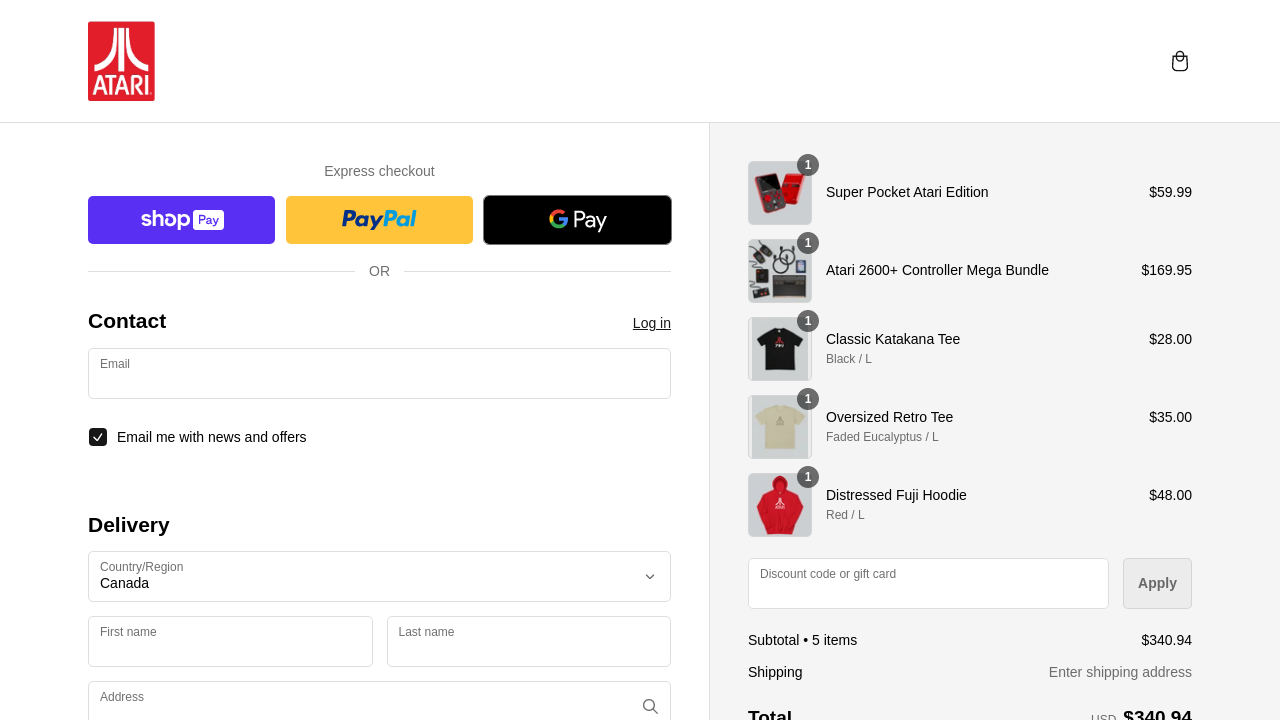 ATARI
Express checkout
shop Pay
PayPal
G Pay
OR
Contact
Log in
Email
Email me with news and offers
Delivery
Country/Region
Canada
First name
Last name
Address
1
Super Pocket Atari Edition
$59.99
1
Atari 2600+ Controller Mega Bundle
$169.95
1
Classic Katakana Tee
Black / L
$28.00
1
Oversized Retro Tee
Faded Eucalyptus / L
$35.00
1
Distressed Fuji Hoodie
Red / L
$48.00
Discount code or gift card
Apply
Subtotal • 5 items
$340.94
Shipping
Enter shipping address
Total
USD $340.94